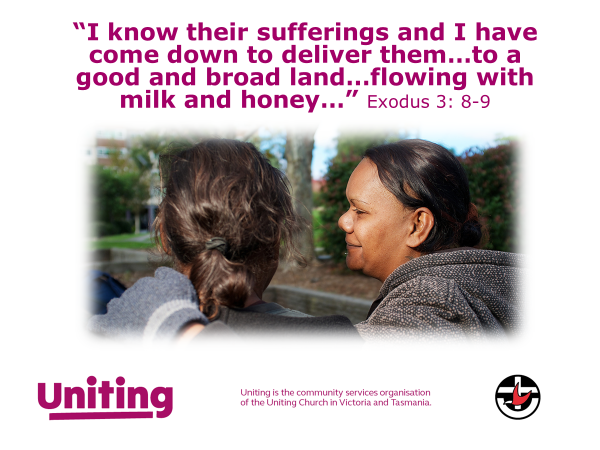 “I know their sufferings and I have
come down to deliver them...to a
good and broad land...flowing with
milk and honey...” Exodus 3: 8-9
Uniting
Uniting is the community services organisation
of the Uniting Church in Victoria and Tasmania.